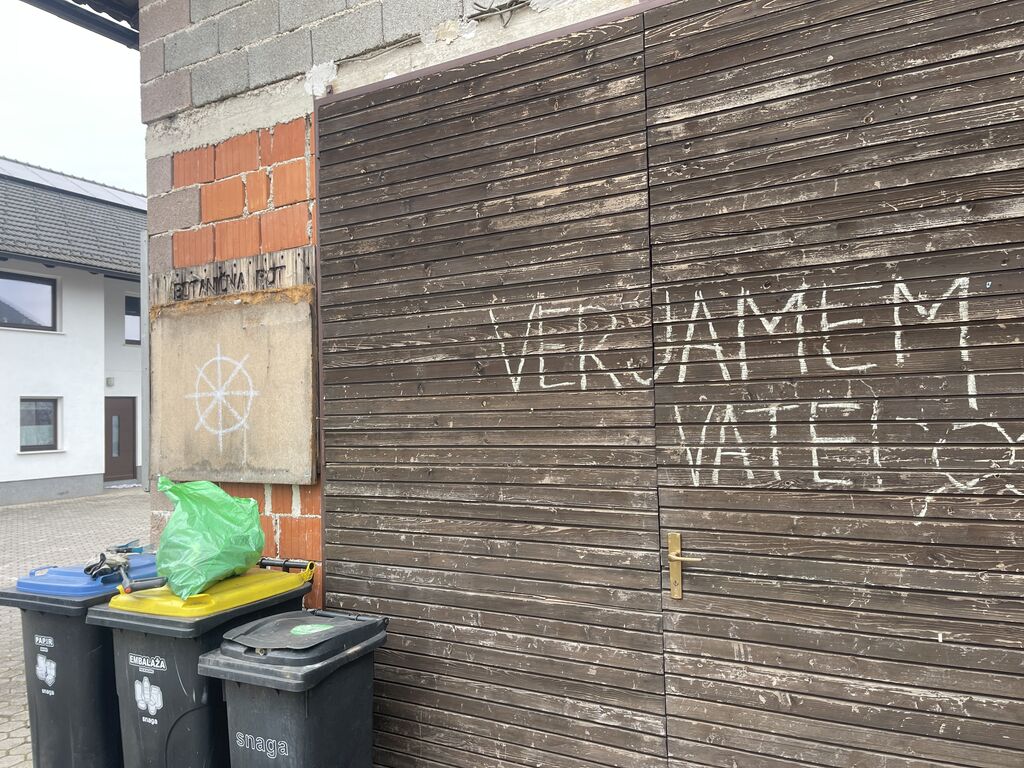 BOTANIČNA POT
VERJAMEM
VATE!
PAPIR
snaga
EMBALAŽA
snaga
snaga